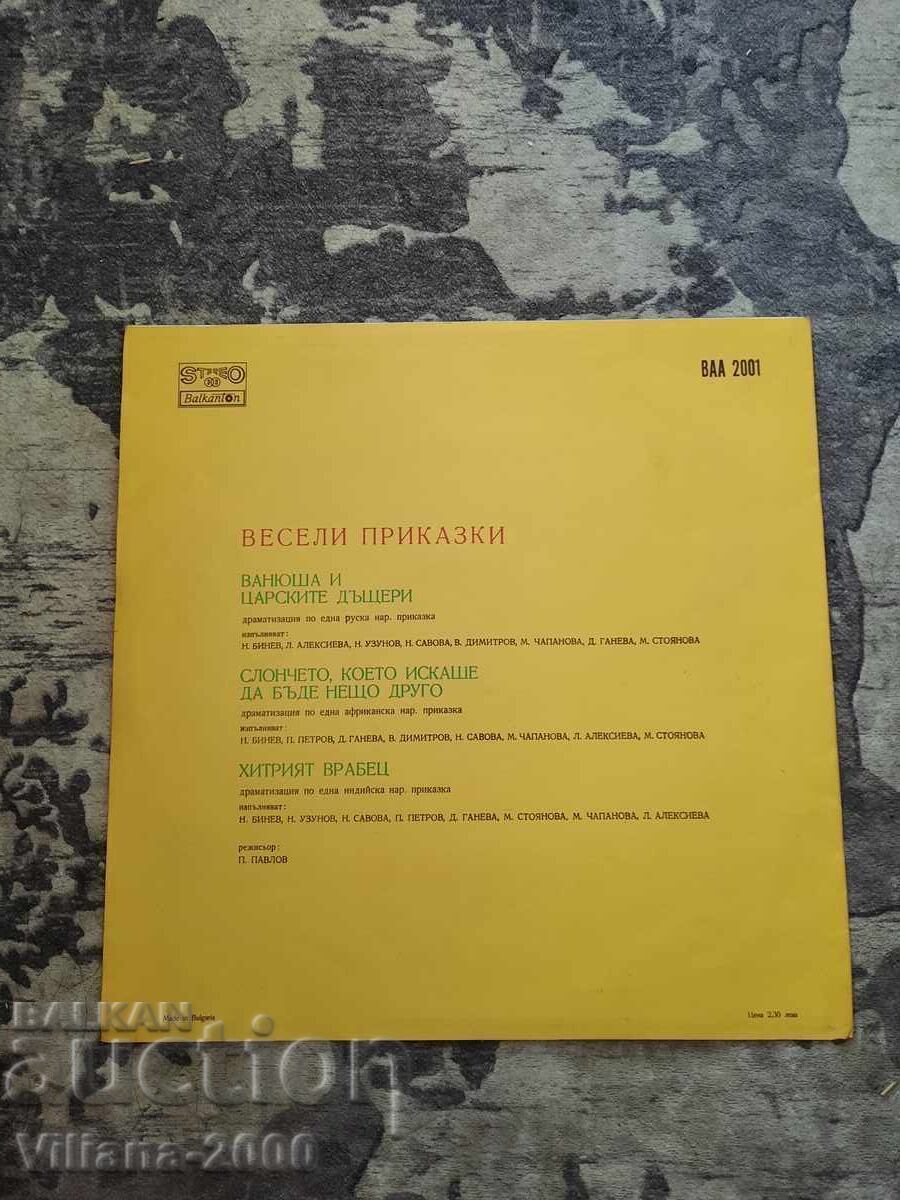 STEREO
33
Balkanton
ВАА 2001
ВЕСЕЛИ ПРИКАЗКИ
ВАНЮША И
ЦАРСКИТЕ ДЪЩЕРИ
драматизация по една руска нар. приказка
изпълняват:
Н. БИНЕВ, Л. АЛЕКСИЕВА, Н. УЗУНОВ, Н. САВОВА, В. ДИМИТРОВ, М. ЧАПАНОВА, Д. ГАНЕВА, М. СТОЯНОВА
СЛОНЧЕТО, КОЕТО ИСКАШЕ
ДА БЪДЕ НЕЩО ДРУГО
драматизация по една африканска нар. приказка
изпълняват:
Н. БИНЕВ, П. ПЕТРОВ, Д. ГАНЕВА, В. ДИМИТРОВ, Н. САВОВА, М. ЧАПАНОВА, Л. АЛЕКСИЕВА, М. СТОЯНОВА
ХИТРИЯТ ВРАБЕЦ
драматизация по една индийска нар. приказка
изпълняват:
Н. БИНЕВ, Н. УЗУНОВ, Н. САВОВА, П. ПЕТРОВ, Д. ГАНЕВА, М. СТОЯНОВА, М. ЧАПАНОВА, Л. АЛЕКСИЕВА
режисьор:
П. ПАВЛОВ
Made in Bulgaria
Цена 2,30 лева
BALKAN
auction
Viliana-2000